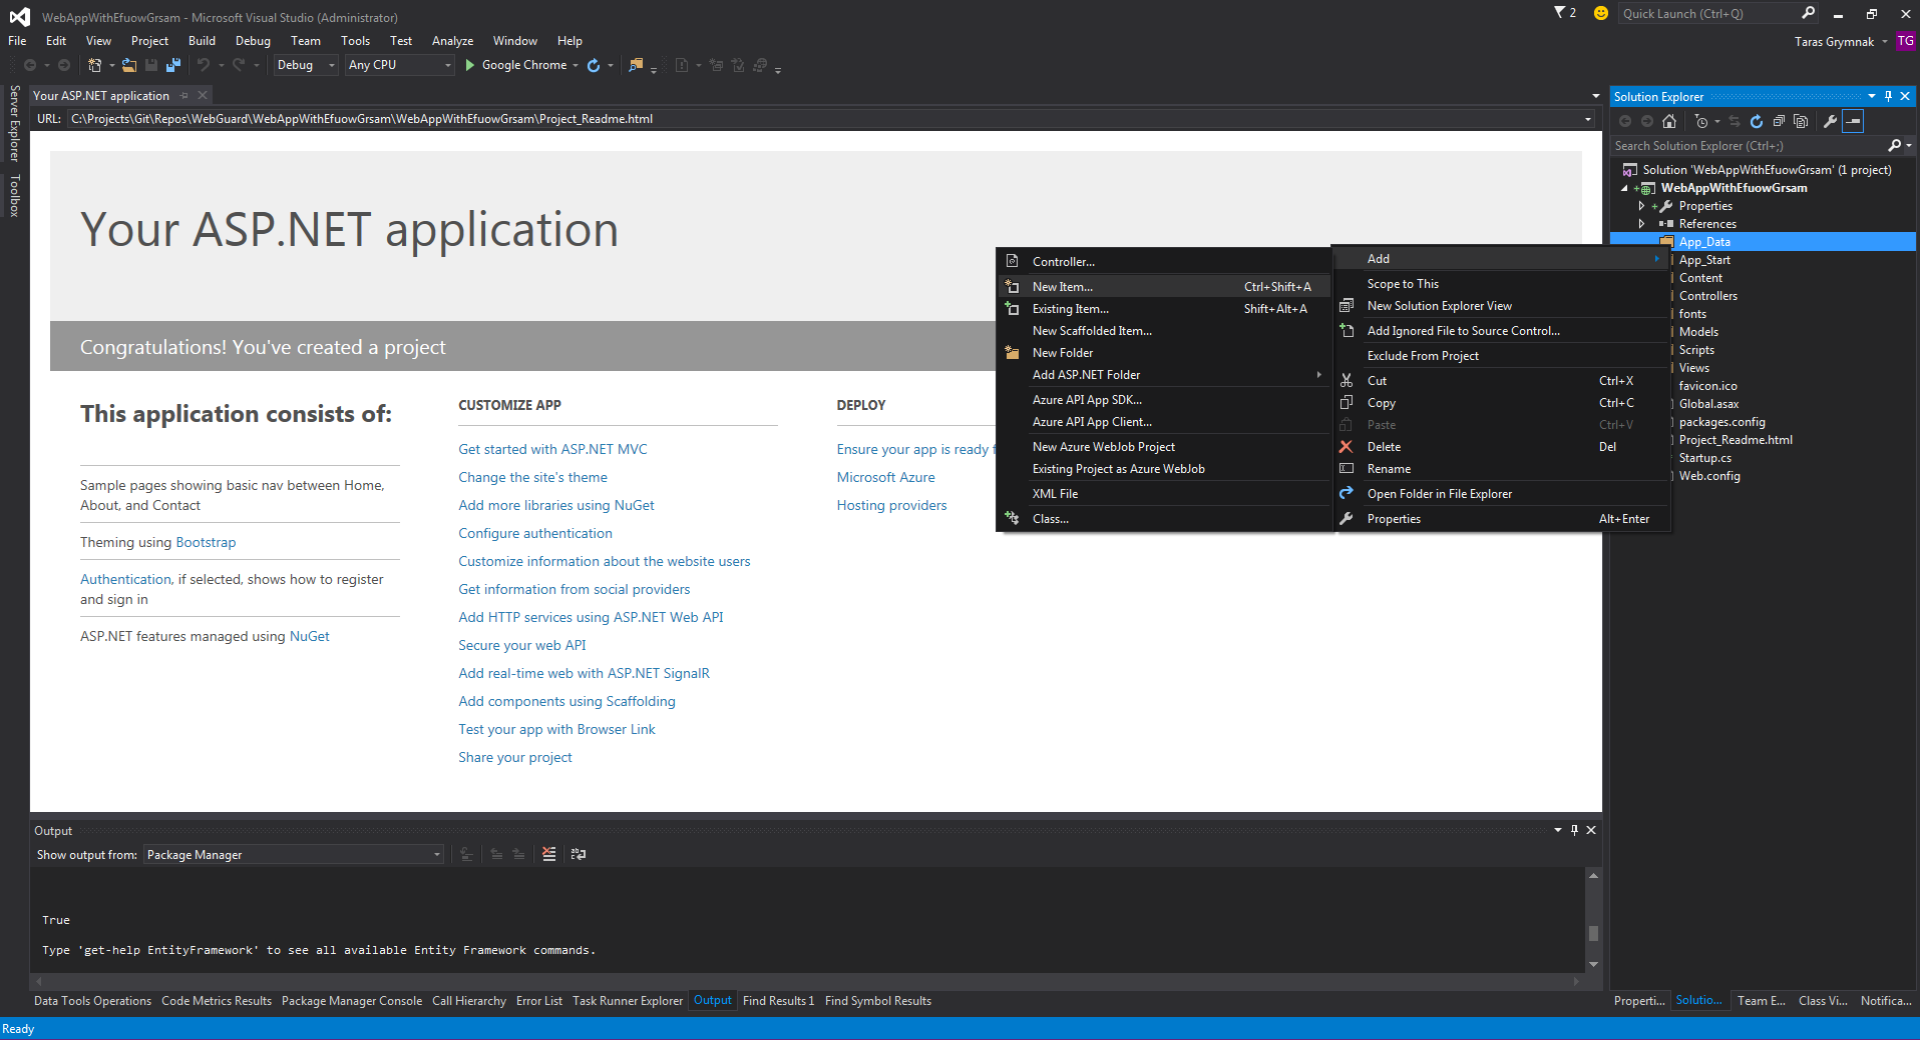 WebAppWithEfuowGrsam - Microsoft Visual Studio (Administrator)
2
Quick Launch (Ctrl+Q)
File Edit View Project Build Debug Team Tools Test Analyze Window Help
Taras Grymnak TG
Debug Any CPU Google Chrome
Server Explorer
Toolbox
Your ASP.NET application
URL: C:\Projects\Git\Repos\WebGuard\WebAppWithEfuowGrsam\WebAppWithEfuowGrsam\Project_Readme.html
Your ASP.NET application
Congratulations! You've created a project
This application consists of:
Sample pages showing basic nav between Home,
About, and Contact
Theming using Bootstrap
Authentication, if selected, shows how to register
and sign in
ASP.NET features managed using NuGet
CUSTOMIZE APP
Get started with ASP.NET MVC
Change the site's theme
Add more libraries using NuGet
Configure authentication
Customize information about the website users
Get information from social providers
Add HTTP services using ASP.NET Web API
Secure your web API
Add real-time web with ASP.NET SignalR
Add components using Scaffolding
Test your app with Browser Link
Share your project
DEPLOY
Ensure your app is ready f
Microsoft Azure
Hosting providers
Controller...
New Item... Ctrl+Shift+A
Existing Item... Shift+Alt+A
New Scaffolded Item...
New Folder
Add ASP.NET Folder
Azure API App SDK...
Azure API App Client...
New Azure WebJob Project
Existing Project as Azure WebJob
XML File
Class...
Add
Scope to This
New Solution Explorer View
Add Ignored File to Source Control...
Exclude From Project
Cut Ctrl+X
Copy Ctrl+C
Paste Ctrl+V
Delete Del
Rename
Open Folder in File Explorer
Properties Alt+Enter
Solution Explorer
Search Solution Explorer (Ctrl+;)
Solution 'WebAppWithEfuowGrsam' (1 project)
WebAppWithEfuowGrsam
Properties
References
App_Data
App_Start
Content
Controllers
fonts
Models
Scripts
Views
favicon.ico
Global.asax
packages.config
Project_Readme.html
Startup.cs
Web.config
Output
Show output from: Package Manager
True
Type 'get-help EntityFramework' to see all available Entity Framework commands.
Data Tools Operations Code Metrics Results Package Manager Console Call Hierarchy Error List Task Runner Explorer Output Find Results 1 Find Symbol Results
Properti... Solutio... Team E... Class Vi... Notifica...
Ready